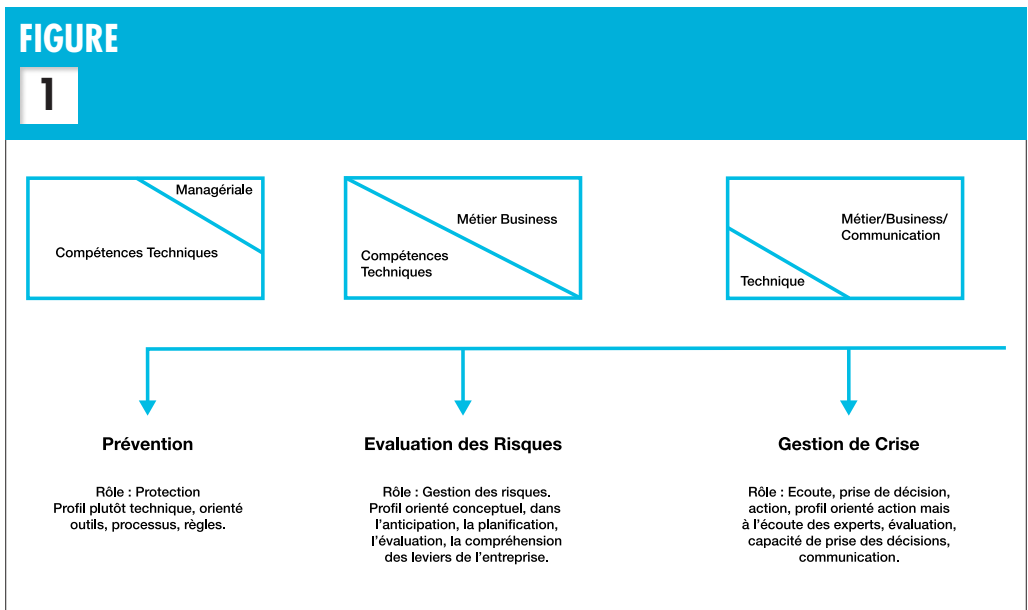 FIGURE
1
Managériale
Compétences Techniques
Métier Business
Compétences
Techniques
Métier/Business/
Communication
Technique
Prévention
Rôle : Protection
Profil plutôt technique, orienté
outils, processus, règles.
Evaluation des Risques
Rôle : Gestion des risques.
Profil orienté conceptuel, dans
l'anticipation, la planification,
l'évaluation, la compréhension
des leviers de l'entreprise.
Gestion de Crise
Rôle : Ecoute, prise de décision,
action, profil orienté action mais
à l'écoute des experts, évaluation,
capacité de prise des décisions,
communication.